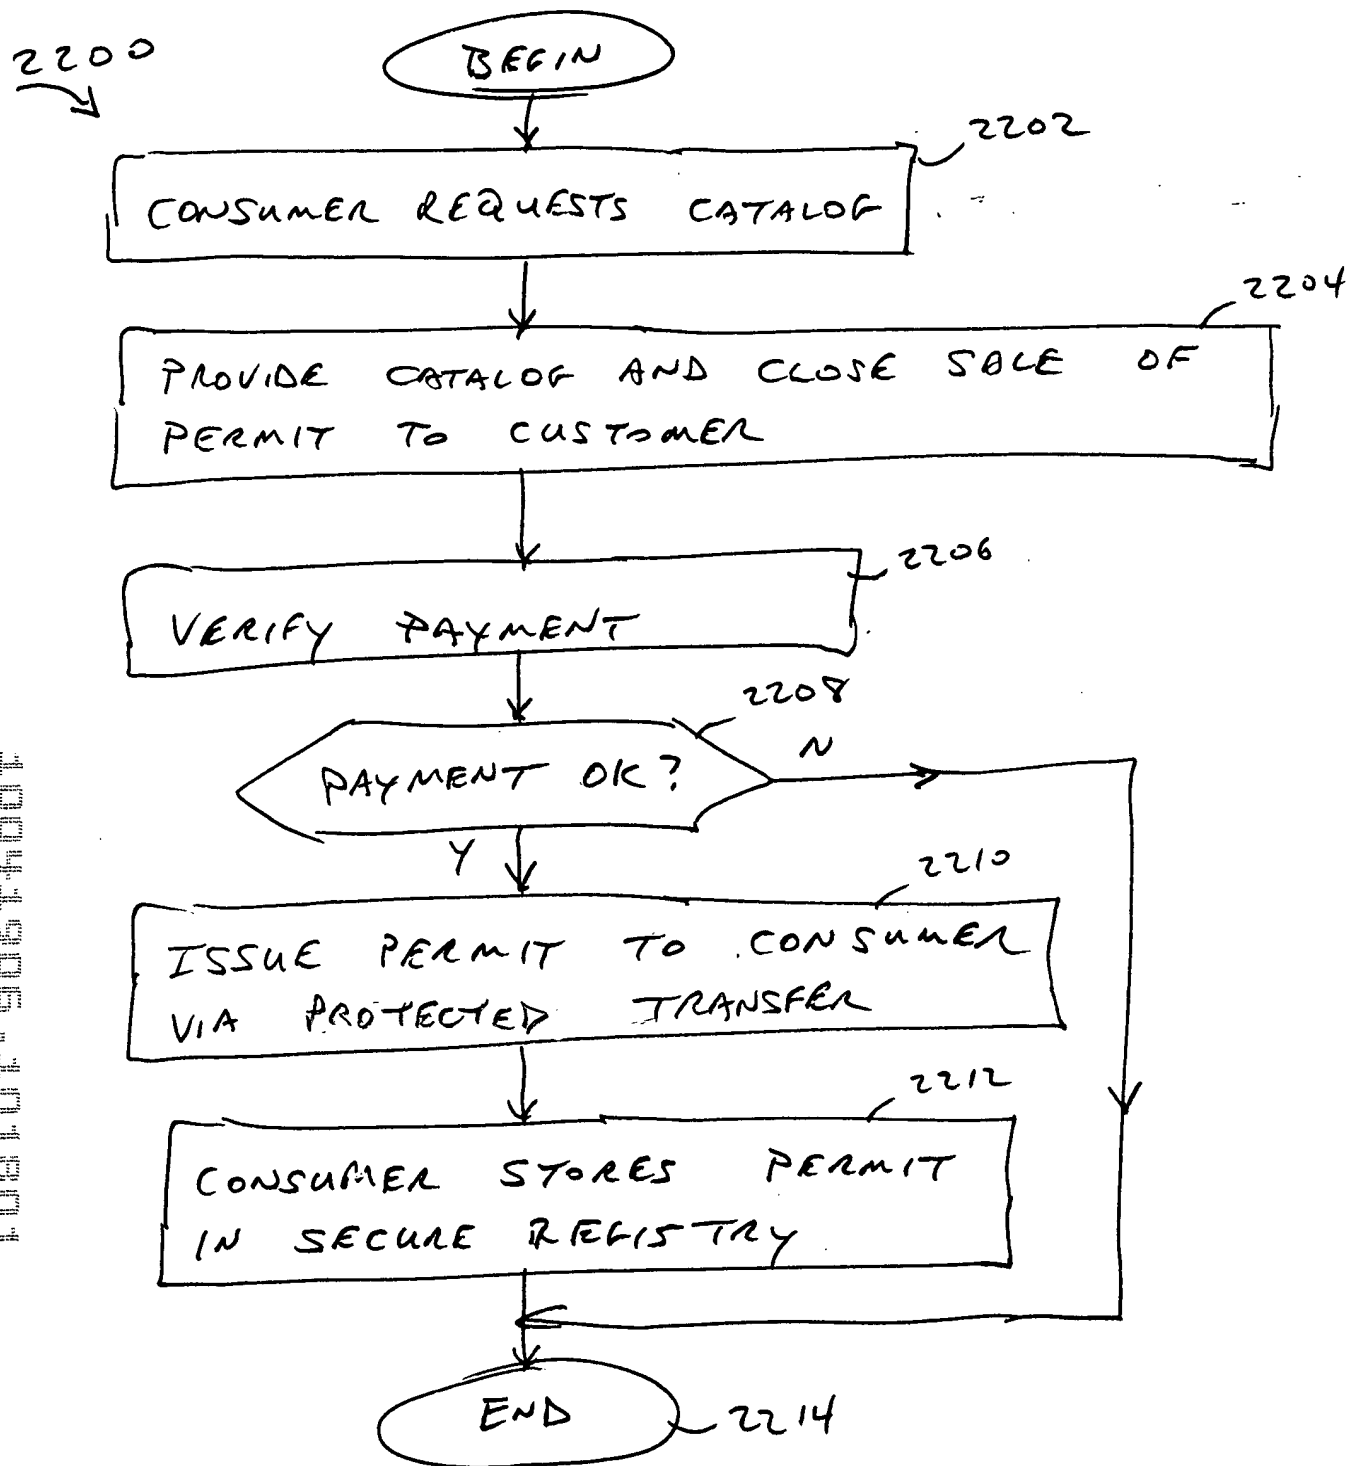 2200
BEGIN
2202
CONSUMER REQUESTS CATALOG
2204
PROVIDE CATALOG AND CLOSE SALE OF
PERMIT TO CUSTOMER
2206
VERIFY PAYMENT
2208
PAYMENT OK?
N
Y
2210
ISSUE PERMIT TO CONSUMER
VIA PROTECTED TRANSFER
2212
CONSUMER STORES PERMIT
IN SECURE REGISTRY
END
2214